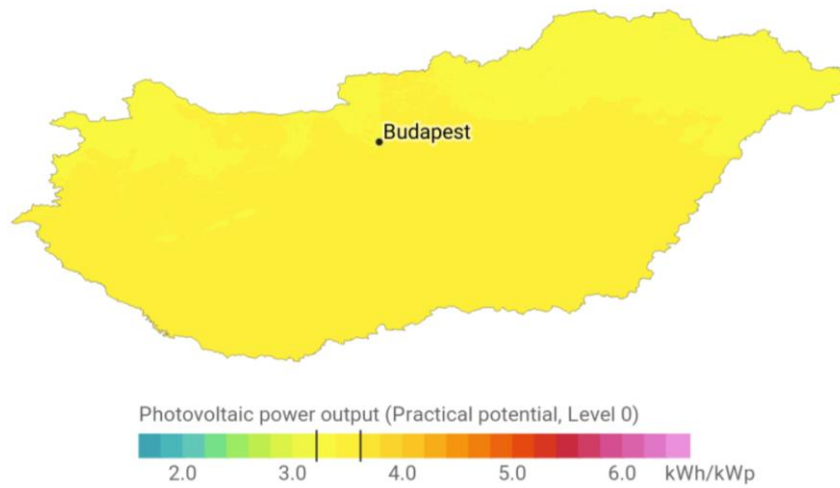 Budapest
Photovoltaic power output (Practical potential, Level 0)
2.0 3.0 4.0 5.0 6.0 kWh/kWp